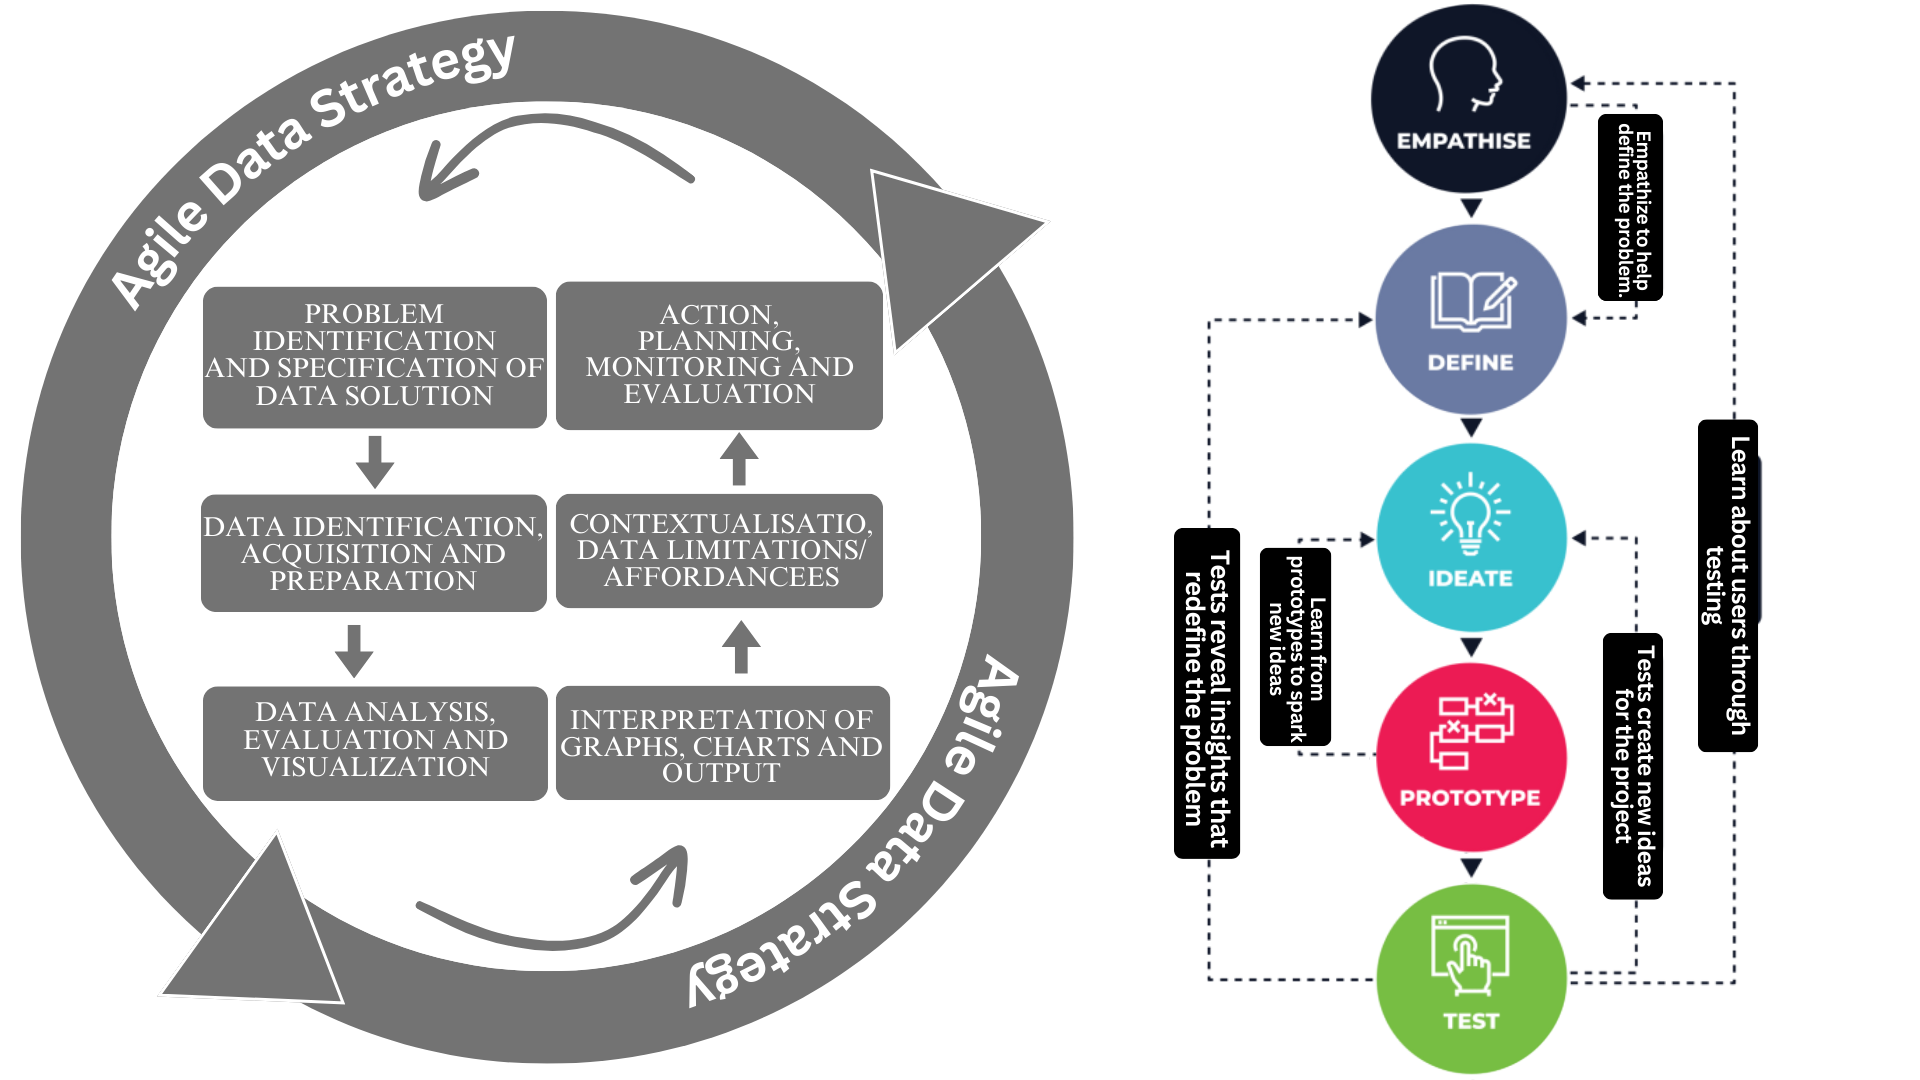 Agile Data Strategy
PROBLEM
IDENTIFICATION
AND SPECIFICATION OF
DATA SOLUTION
DATA IDENTIFICATION,
ACQUISITION AND
PREPARATION
DATA ANALYSIS,
EVALUATION AND
VISUALIZATION
INTERPRETATION OF
GRAPHS, CHARTS AND
OUTPUT
CONTEXTUALISATIO,
DATA LIMITATIONS/
AFFORDANCEES
ACTION,
PLANNING,
MONITORING AND
EVALUATION
Agile Data Strategy
EMPATHISE
DEFINE
IDEATE
PROTOTYPE
TEST
Empathize to help
define the problem.
Learn about users through
testing
Tests create new ideas
for the project
Learn from
prototypes to spark
new ideas
Tests reveal insights that
redefine the problem